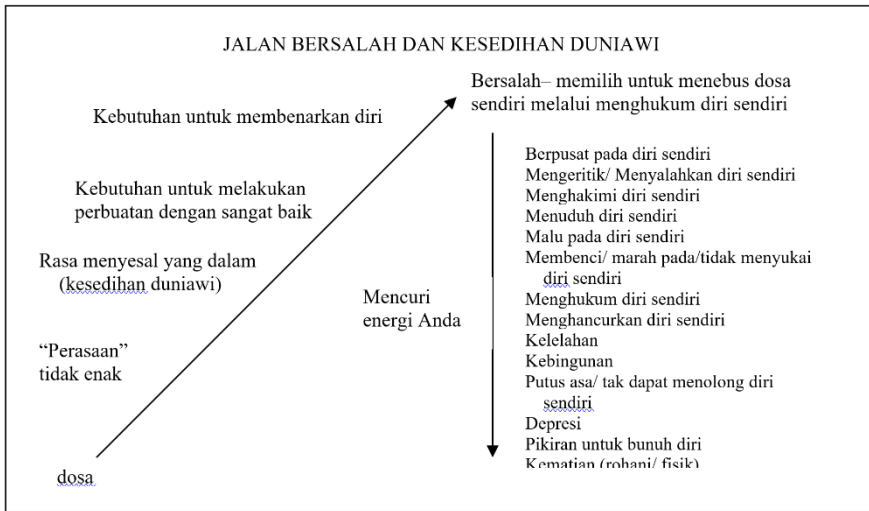 JALAN BERSALAH DAN KESEDIHAN DUNIAWI
Bersalah– memilih untuk menebus dosa
sendiri melalui menghukum diri sendiri
Kebutuhan untuk membenarkan diri
Kebutuhan untuk melakukan
perbuatan dengan sangat baik
Rasa menyesal yang dalam
(kesedihan duniawi)
“Perasaan”
tidak enak
dosa
Mencuri
energi Anda
Berpusat pada diri sendiri
Mengeritik/ Menyalahkan diri sendiri
Menghakimi diri sendiri
Menuduh diri sendiri
Malu pada diri sendiri
Membenci/ marah pada/tidak menyukai
diri sendiri
Menghukum diri sendiri
Menghancurkan diri sendiri
Kelelahan
Kebingunan
Putus asa/ tak dapat menolong diri
sendiri
Depresi
Pikiran untuk bunuh diri
Kematian (rohani/ fisik)